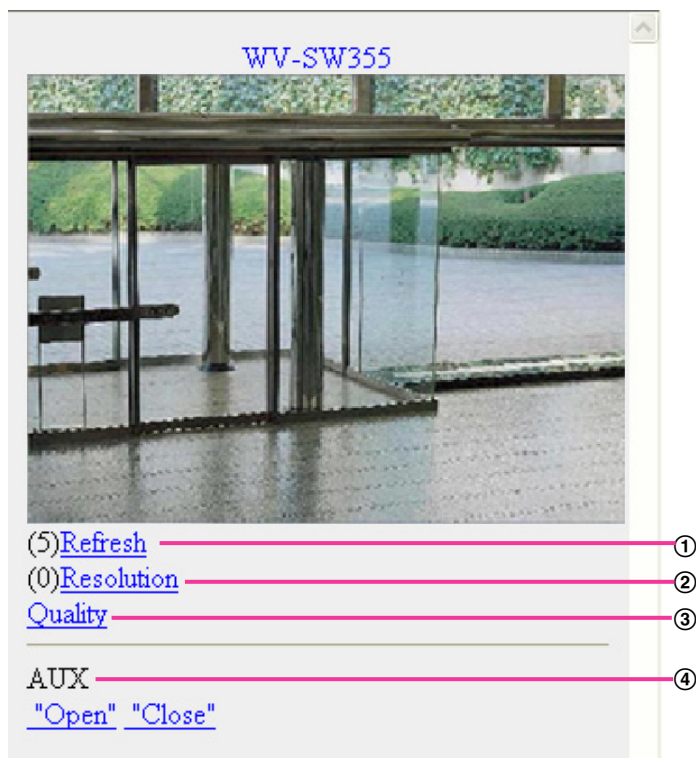 WV-SW355
(5)Refresh ①
(0)Resolution ②
Quality ③
AUX ④
"Open" "Close"